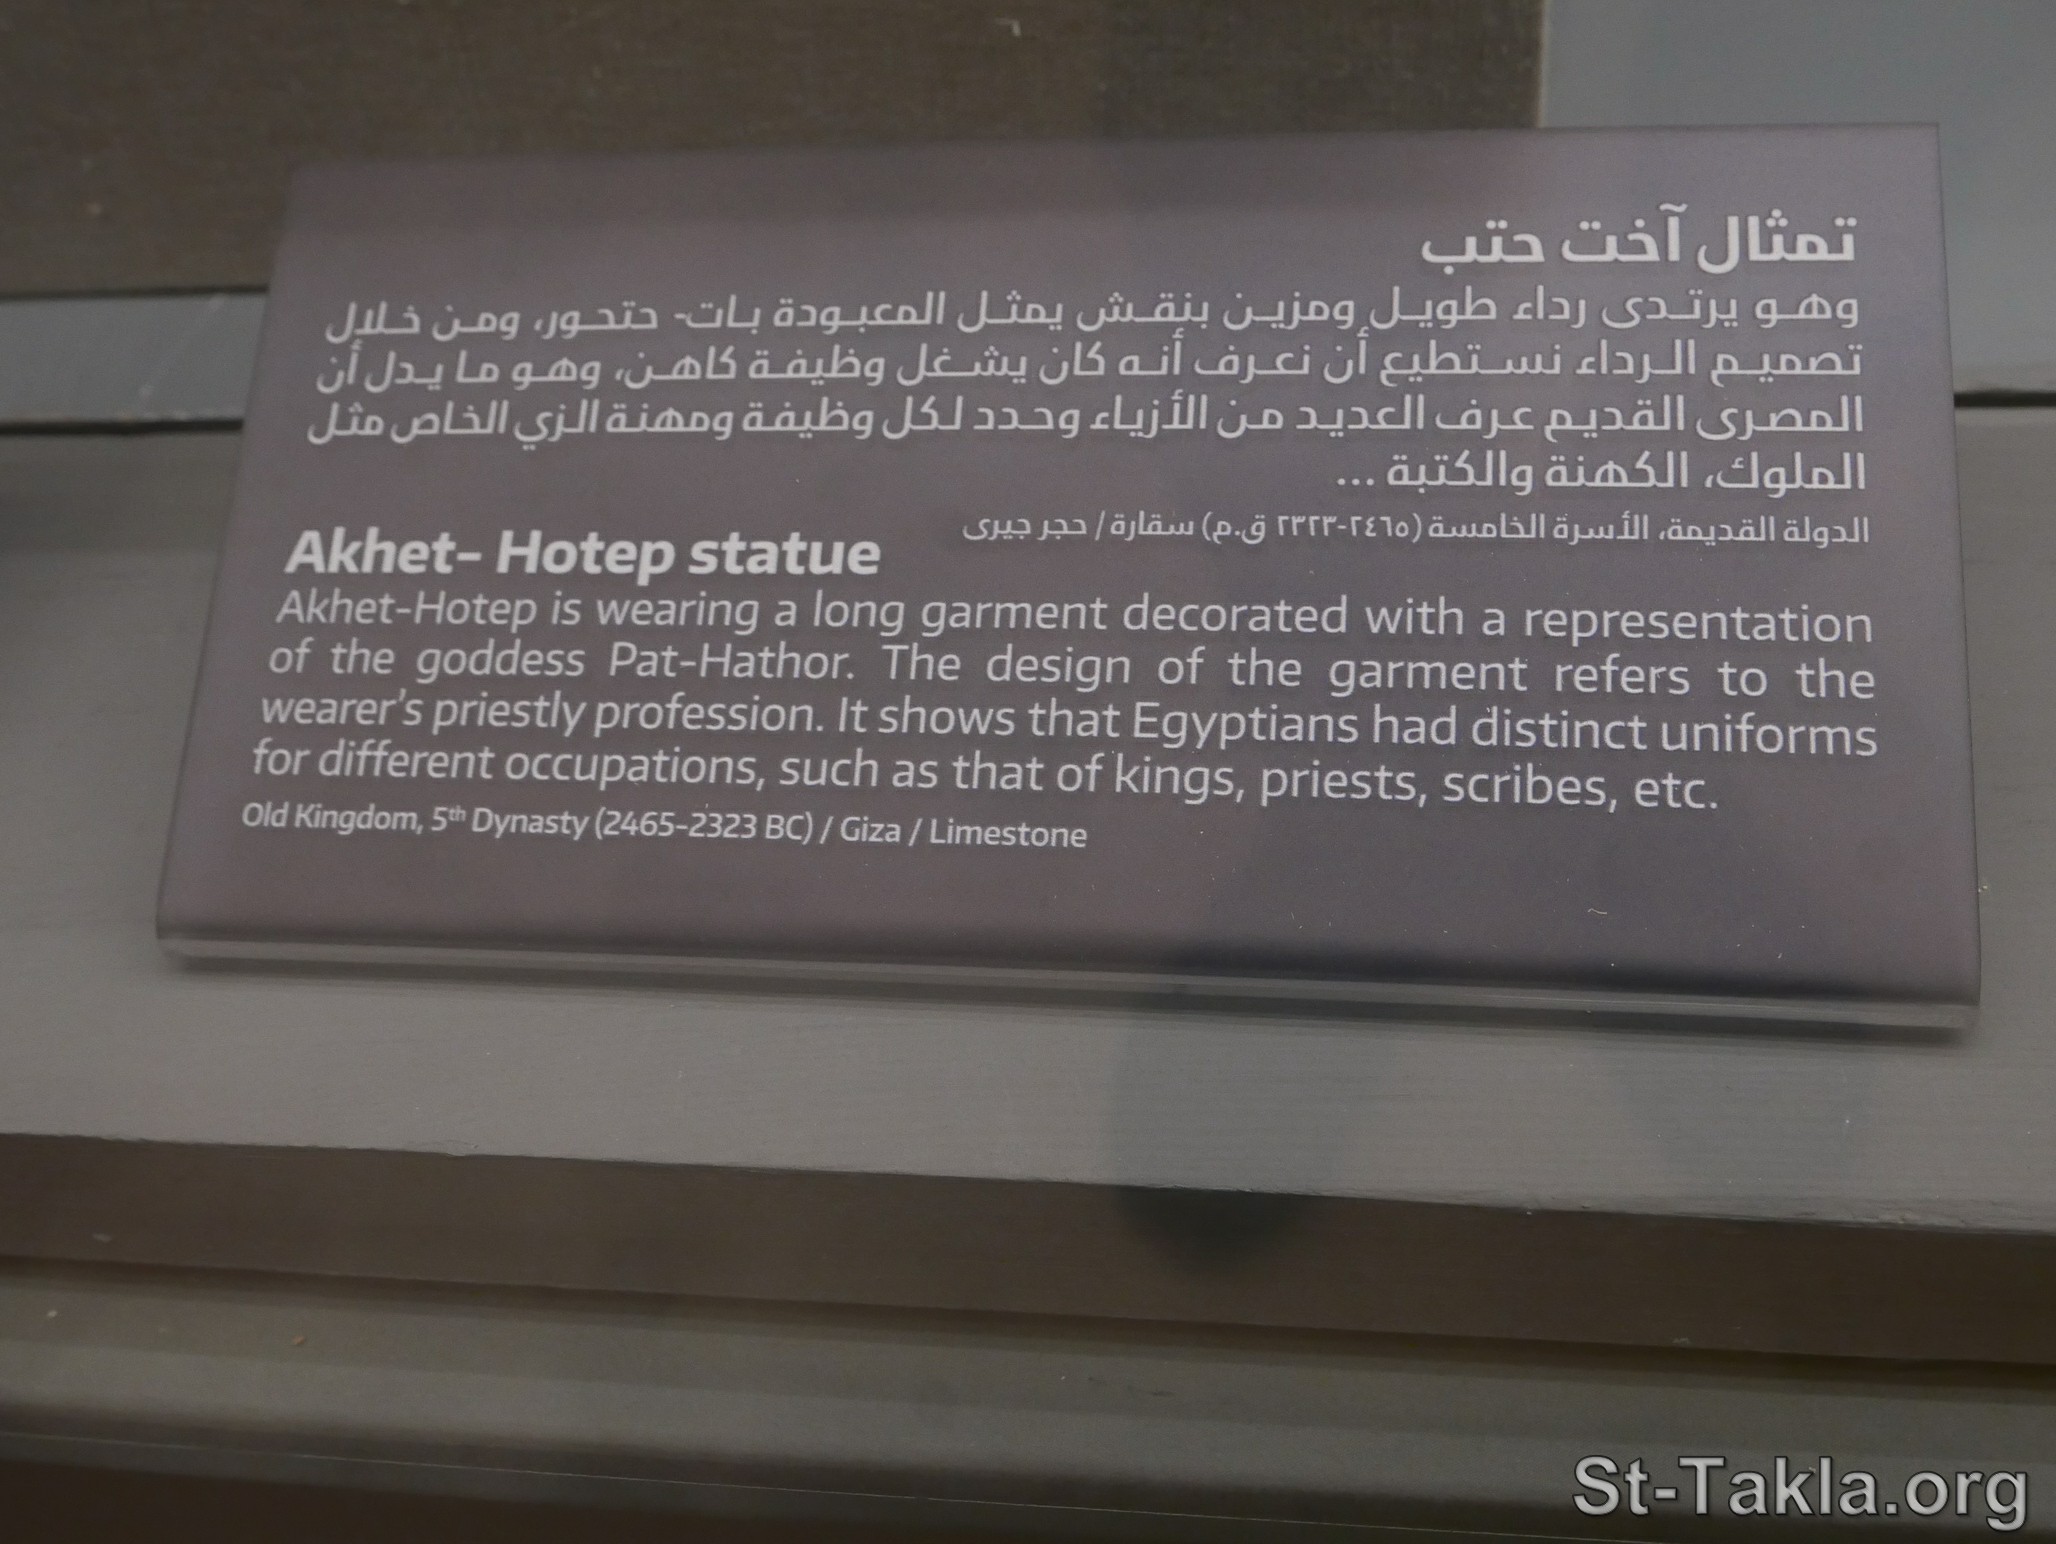 تمثال آخت حتب
وهو يرتدى رداء طويل ومزين بنقش يمثل المعبودة بات- حتحور، ومن خلال
تصميم الرداء نستطيع أن نعرف أنه كان يشغل وظيفة كاهن، وهو ما يدل أن
المصرى القديم عرف العديد من الأزياء وحدد لكل وظيفة ومهنة الزي الخاص مثل
الملوك، الكهنة والكتبة ...
الدولة القديمة، الأسرة الخامسة (٢٤٦٥-٢٣٢٣ ق.م) سقارة / حجر جيرى
Akhet- Hotep statue
Akhet-Hotep is wearing a long garment decorated with a representation
of the goddess Pat-Hathor. The design of the garment refers to the
wearer's priestly profession. It shows that Egyptians had distinct uniforms
for different occupations, such as that of kings, priests, scribes, etc.
Old Kingdom, 5th Dynasty (2465-2323 BC) / Giza / Limestone
St-Takla.org